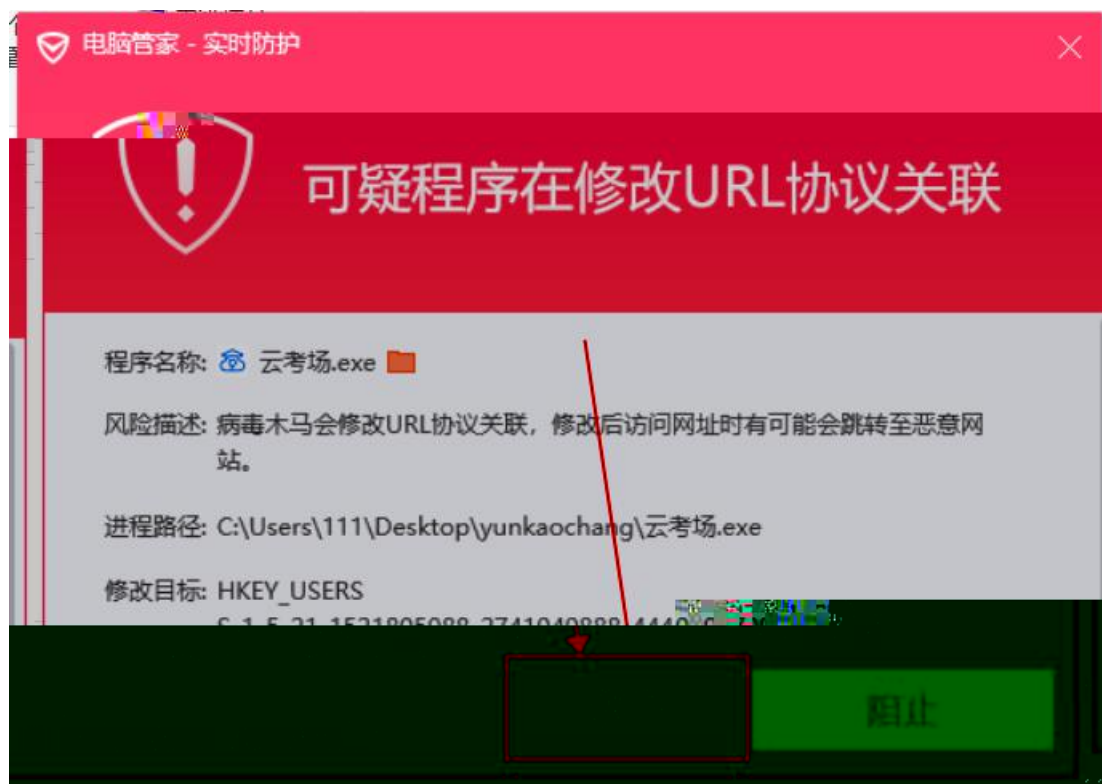 电脑管家 - 实时防护
可疑程序在修改URL协议关联
程序名称: 云考场.exe
风险描述: 病毒木马会修改URL协议关联，修改后访问网址时有可能会跳转至恶意网
站。
进程路径: C:\Users\111\Desktop\yunkaochang\云考场.exe
修改目标: HKEY_USERS
阻止